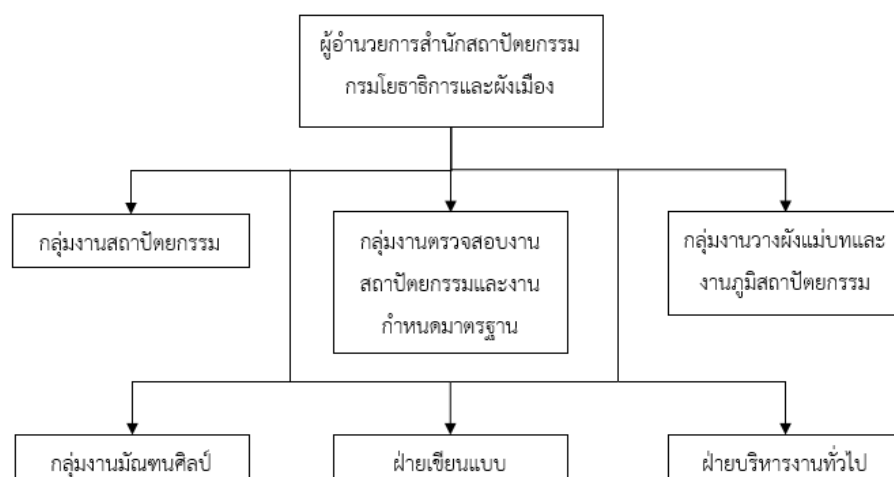 ผู้อำนวยการสำนักสถาปัตยกรรม
กรมโยธาธิการและผังเมือง
กลุ่มงานสถาปัตยกรรม
กลุ่มงานตรวจสอบงาน
สถาปัตยกรรมและงาน
กำหนดมาตรฐาน
กลุ่มงานวางผังแม่บทและ
งานภูมิสถาปัตยกรรม
กลุ่มงานมัณฑนศิลป์
ฝ่ายเขียนแบบ
ฝ่ายบริหารงานทั่วไป